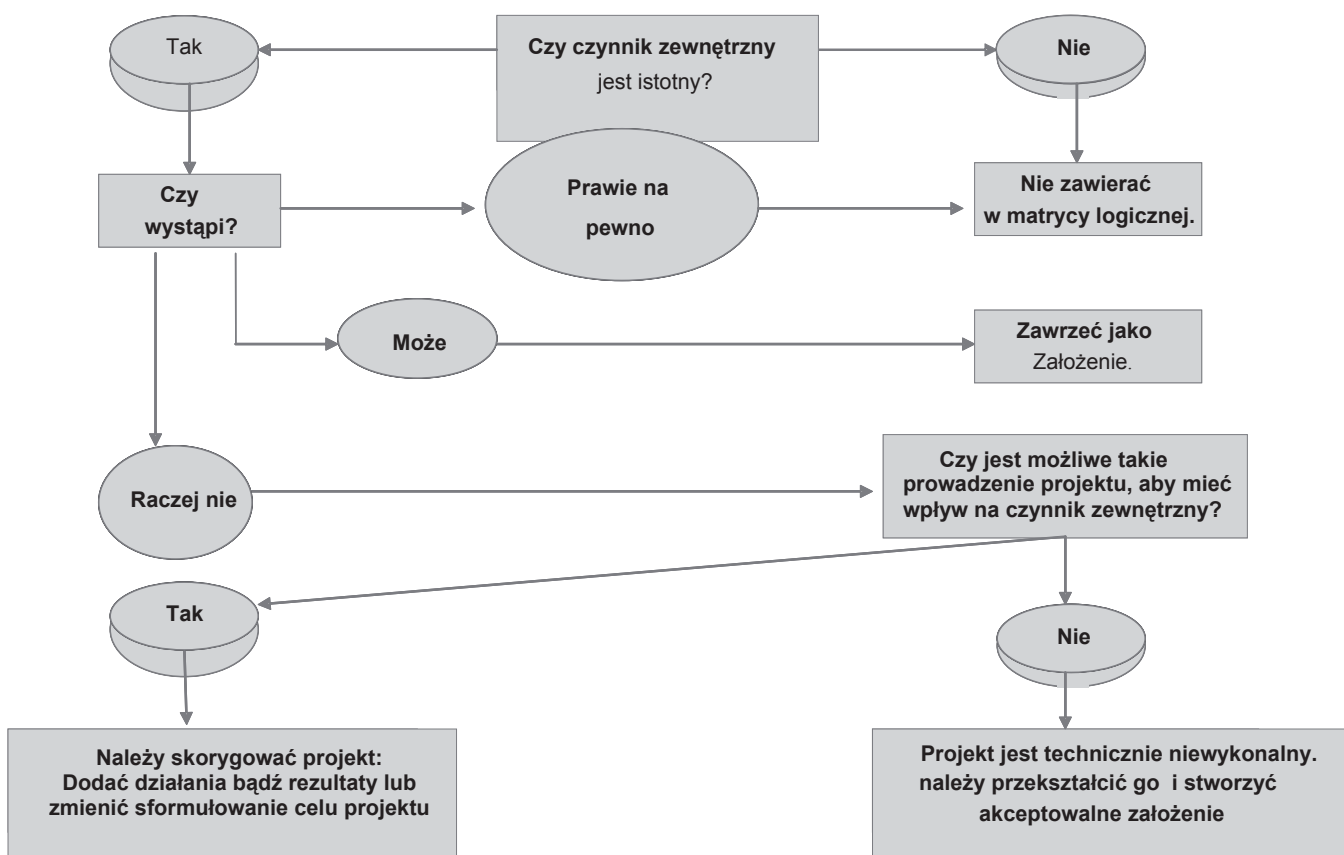 Tak
Czy czynnik zewnętrzny
jest istotny?
Nie
Czy
wystąpi?
Prawie na
pewno
Nie zawierać
w matrycy logicznej.
Może
Zawrzeć jako
Założenie.
Raczej nie
Czy jest możliwe takie
prowadzenie projektu, aby mieć
wpływ na czynnik zewnętrzny?
Tak
Nie
Należy skorygować projekt:
Dodać działania bądź rezultaty lub
zmienić sformułowanie celu projektu
Projekt jest technicznie niewykonalny.
należy przekształcić go i stworzyć
akceptowalne założenie